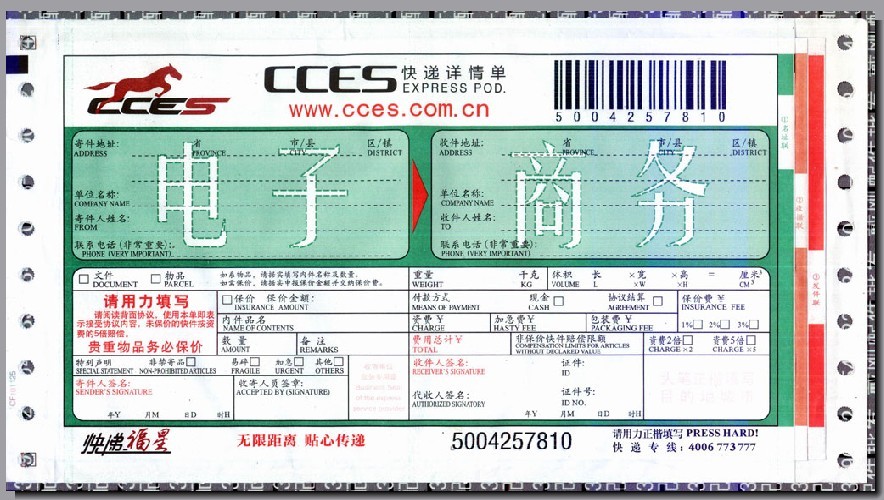 CCES
CCES 快递详情单
EXPRESS POD.
www.cces.com.cn
5004257810
寄件地址: 省 市/县 区/镇
ADDRESS PROVINCE CITY DISTRICT
单位名称:
COMPANY NAME
寄件人姓名:
FROM
联系电话(非常重要):
PHONE (VERY IMPORTANT)
电子
收件地址: 省 市/县 区/镇
ADDRESS PROVINCE CITY DISTRICT
单位名称:
COMPANY NAME
收件人姓名:
TO
联系电话(非常重要):
PHONE (VERY IMPORTANT)
商务
文件 物品
DOCUMENT PARCEL
如系物品,请据实填写内件名称及数量。
如需保价,请据实申报保价金额并交纳保价费。
重量 千克
WEIGHT KG
体积 长 ×宽 ×高 = 厘米³
VOLUME L ×W ×H CM³
请用力填写
请阅读背面协议。使用本单即表
示接受协议内容。未保价的快件按资
费的5倍赔偿。
贵重物品务必保价
保价 保价金额:
INSURANCE AMOUNT
内件品名
NAME OF CONTENTS
数量 备注
AMOUNT REMARKS
付款方式 现金 协议结算
MEANS OF PAYMENT CASH AGREEMENT
保价费¥
INSURANCE FEE
1% 2% 3%
资费¥ 加急费¥ 包装费¥
CHARGE HASTY FEE PACKAGING FEE
费用总计¥
TOTAL
非保价快件赔偿限额
COMPENSATION LIMITS FOR ARTICLES
WITHOUT DECLARED VALUE
资费2倍 资费5倍
CHARGE ×2 CHARGE ×5
特别声明 非禁寄品 易碎 加急 其他
SPECIAL STATEMENT NON-PROHIBITED ARTICLES FRAGILE URGENT OTHERS
寄件人签名:
SENDER'S SIGNATURE
年Y 月M 日D 时H
收寄人员签章:
ACCEPTED BY (SIGNATURE)
收件人签名: 证件:
RECEIVER'S SIGNATURE ID
代收人签名: 证件号:
AUTHORIZED SIGNATORY ID NO.
年Y 月M 日D 时H
快递福星
无限距离 贴心传递
5004257810
请用力正楷填写 PRESS HARD!
快递专线: 4006 773 777